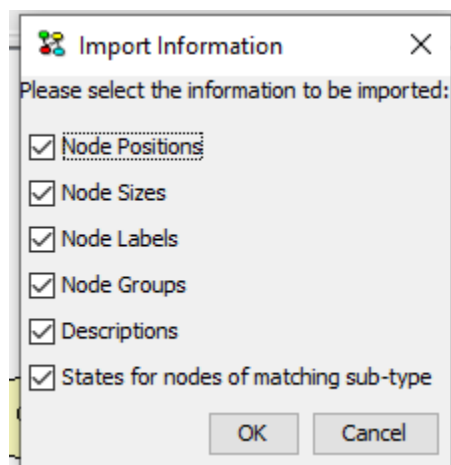 Import Information
Please select the information to be imported:
Node Positions
Node Sizes
Node Labels
Node Groups
Descriptions
States for nodes of matching sub-type
OK Cancel